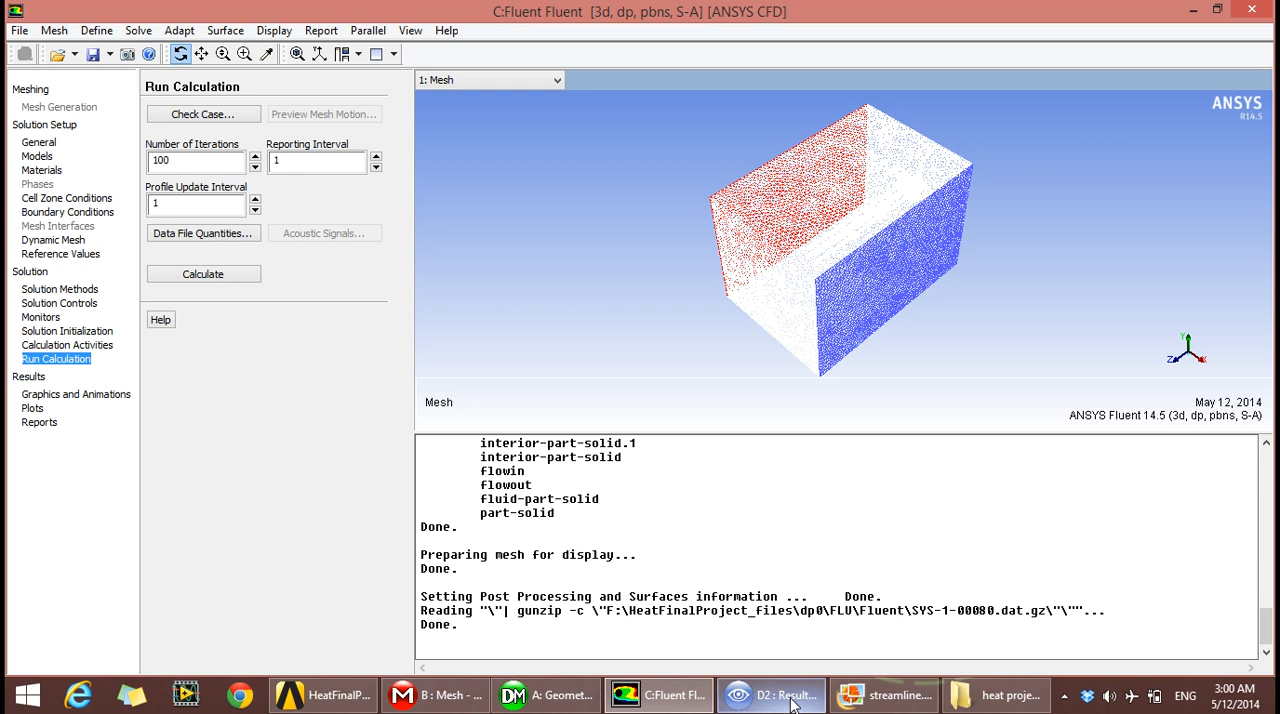 C:Fluent Fluent [3d, dp, pbns, S-A] [ANSYS CFD]
File Mesh Define Solve Adapt Surface Display Report Parallel View Help
Meshing
Mesh Generation
Solution Setup
General
Models
Materials
Phases
Cell Zone Conditions
Boundary Conditions
Mesh Interfaces
Dynamic Mesh
Reference Values
Solution
Solution Methods
Solution Controls
Monitors
Solution Initialization
Calculation Activities
Run Calculation
Results
Graphics and Animations
Plots
Reports
Run Calculation
Check Case... Preview Mesh Motion...
Number of Iterations Reporting Interval
100 1
Profile Update Interval
1
Data File Quantities... Acoustic Signals...
Calculate
Help
1: Mesh
ANSYS
R14.5
Y
Z X
Mesh May 12, 2014
ANSYS Fluent 14.5 (3d, dp, pbns, S-A)
interior-part-solid.1
interior-part-solid
flowin
flowout
fluid-part-solid
part-solid
Done.
Preparing mesh for display...
Done.
Setting Post Processing and Surfaces information ... Done.
Reading "\"| gunzip -c \"F:\HeatFinalProject_files\dp0\FLU\Fluent\SYS-1-00080.dat.gz\"\""...
Done.
HeatFinalP... M B : Mesh - ... DM A: Geomet... C:Fluent Fl... D2 : Result... streamline.... heat proje... ENG 3:00 AM
5/12/2014